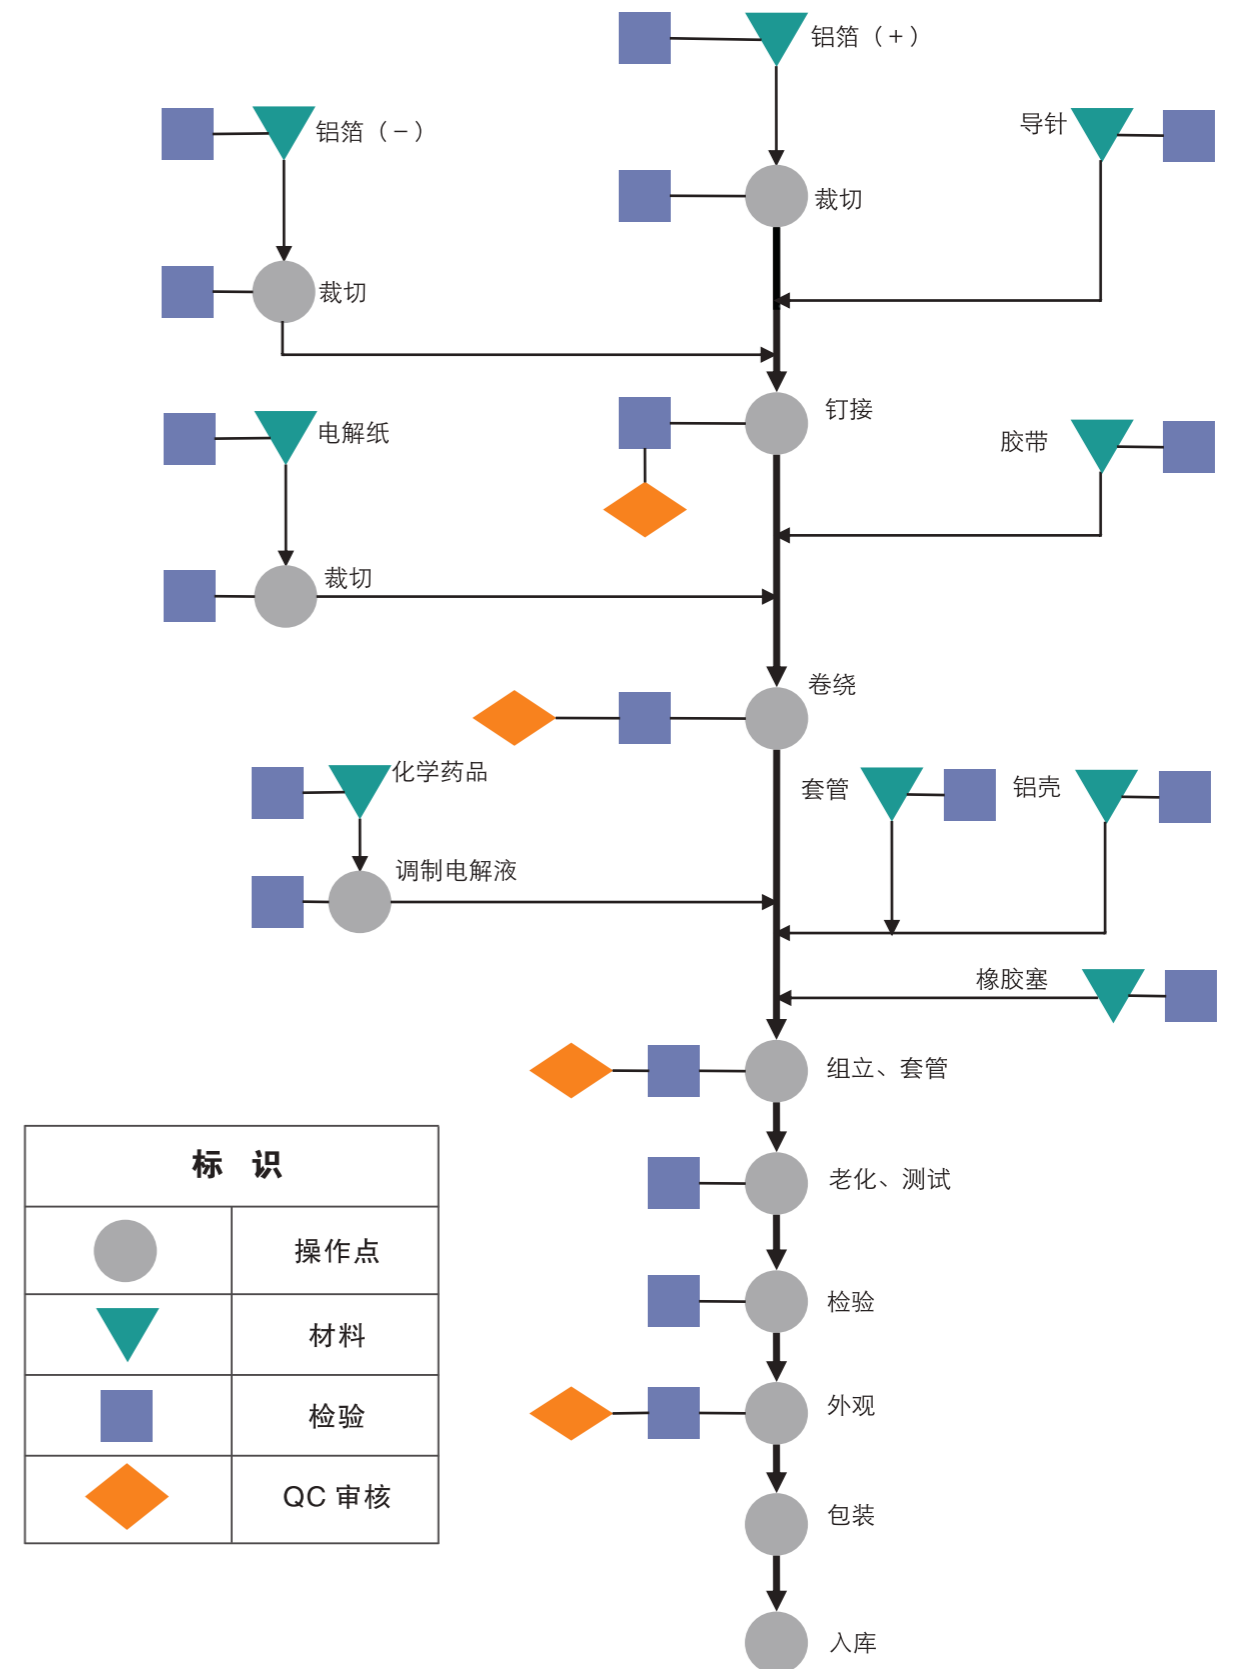 铝箔（+）
铝箔（-）
导针
裁切
裁切
钉接
电解纸
胶带
裁切
卷绕
化学药品
套管
铝壳
调制电解液
橡胶塞
组立、套管
标 识
老化、测试
操作点
检验
材料
外观
检验
QC 审核
包装
入库